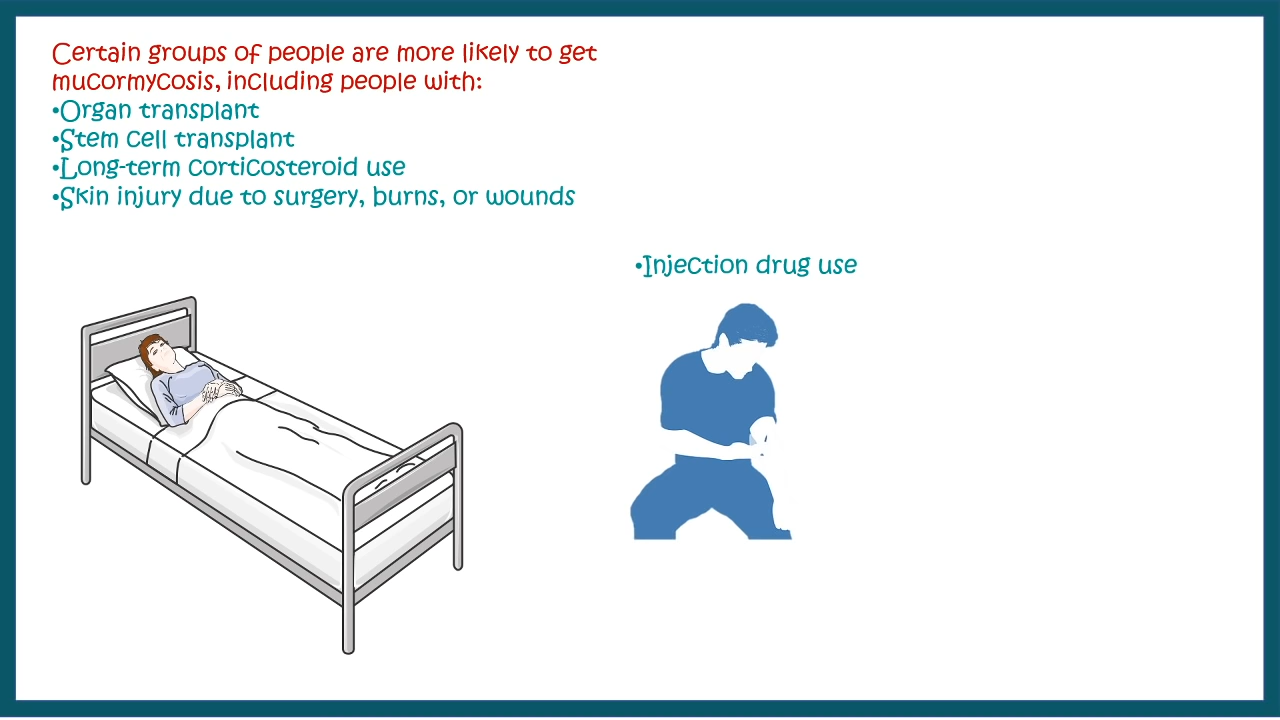 Certain groups of people are more likely to get
mucormycosis, including people with:
•Organ transplant
•Stem cell transplant
•Long-term corticosteroid use
•Skin injury due to surgery, burns, or wounds
•Injection drug use